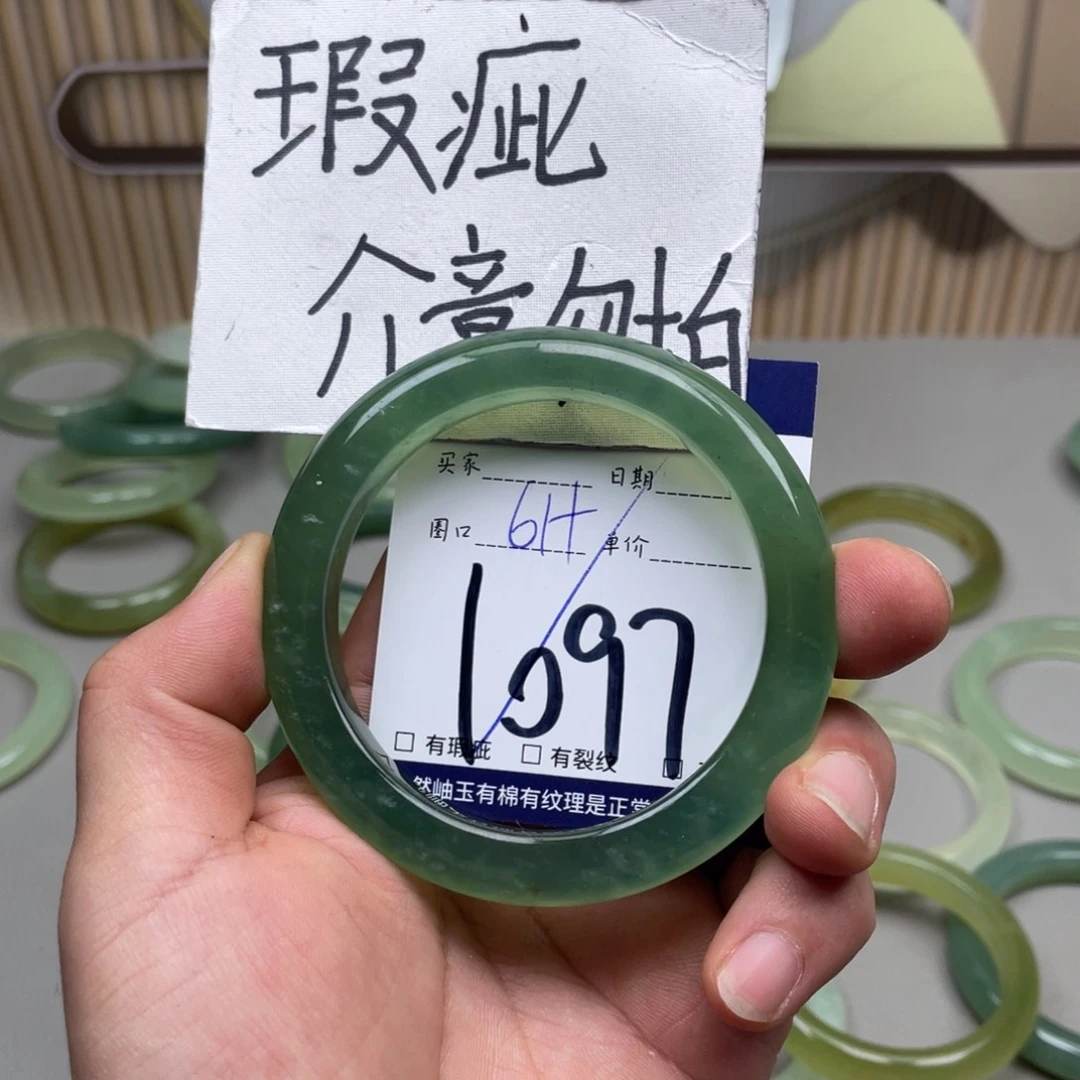 瑕疵
介意勿拍
买家 日期
圈口 61+ 单价
1097
□ 有瑕疵 □ 有裂纹 □
然岫玉有棉有纹理是正常